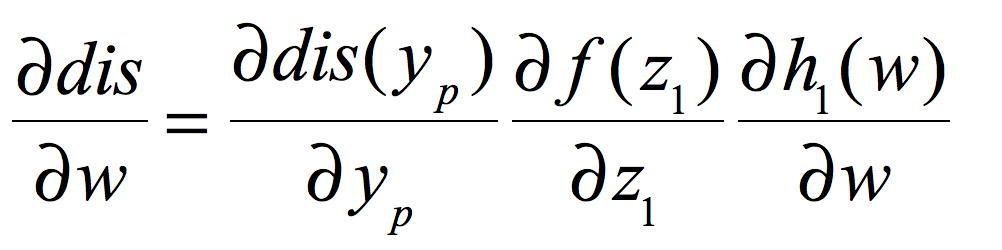 ∂dis/∂w = ∂dis(y_p)/∂y_p ∂f(z_1)/∂z_1 ∂h_1(w)/∂w